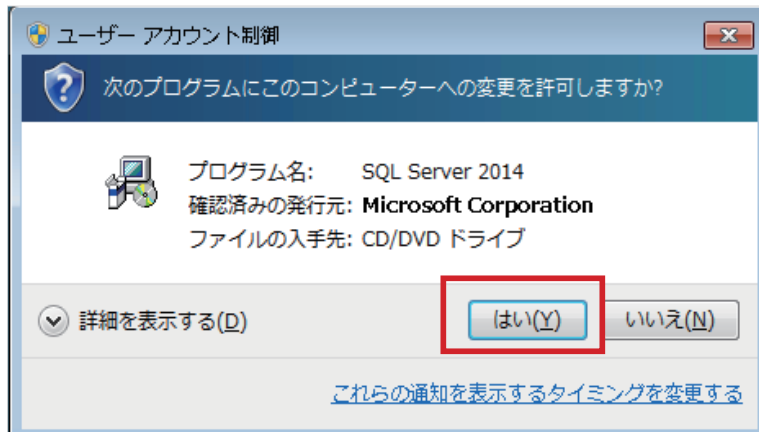 ユーザー アカウント制御
次のプログラムにこのコンピューターへの変更を許可しますか?
プログラム名: SQL Server 2014
確認済みの発行元: Microsoft Corporation
ファイルの入手先: CD/DVD ドライブ
詳細を表示する(D) はい(Y) いいえ(N)
これらの通知を表示するタイミングを変更する